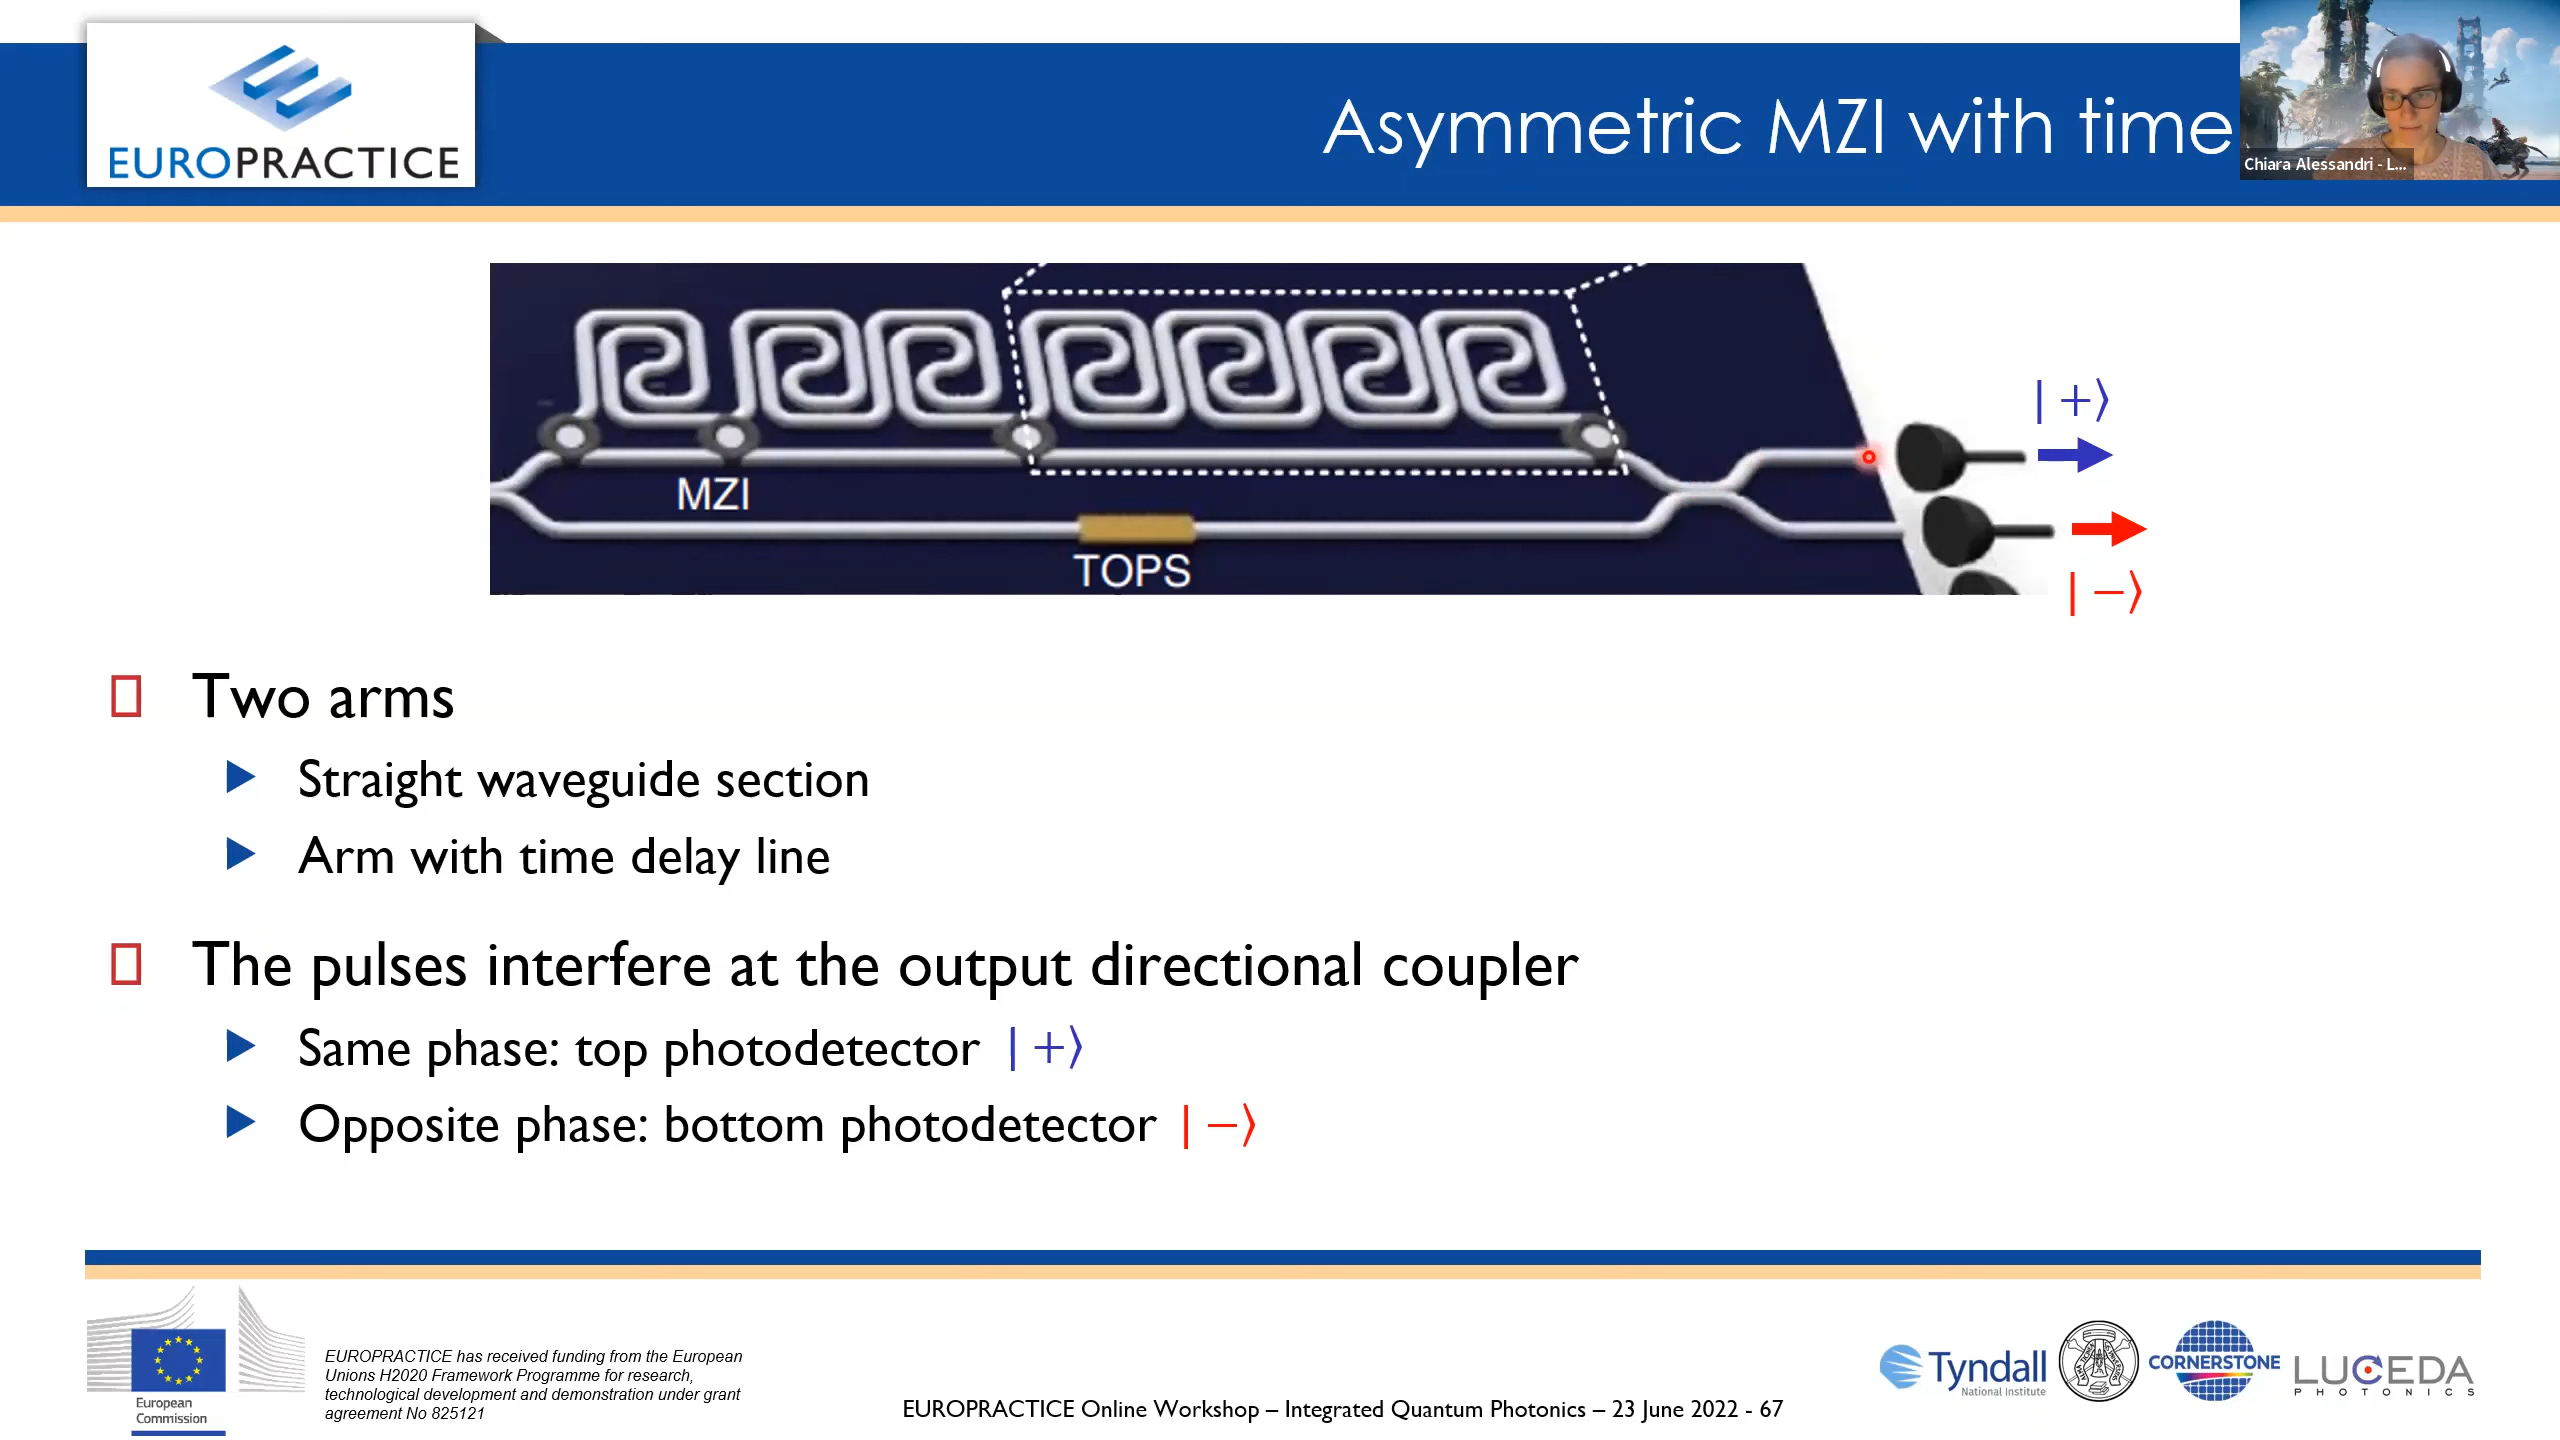 EUROPRACTICE
Asymmetric MZI with time
Chiara Alessandri - L...
MZI
TOPS
| +⟩
| −⟩
Two arms
Straight waveguide section
Arm with time delay line
The pulses interfere at the output directional coupler
Same phase: top photodetector | +⟩
Opposite phase: bottom photodetector | −⟩
European
Commission
EUROPRACTICE has received funding from the European
Unions H2020 Framework Programme for research,
technological development and demonstration under grant
agreement No 825121
EUROPRACTICE Online Workshop – Integrated Quantum Photonics – 23 June 2022 - 67
Tyndall
National Institute
CORNERSTONE
LUCEDA
PHOTONICS